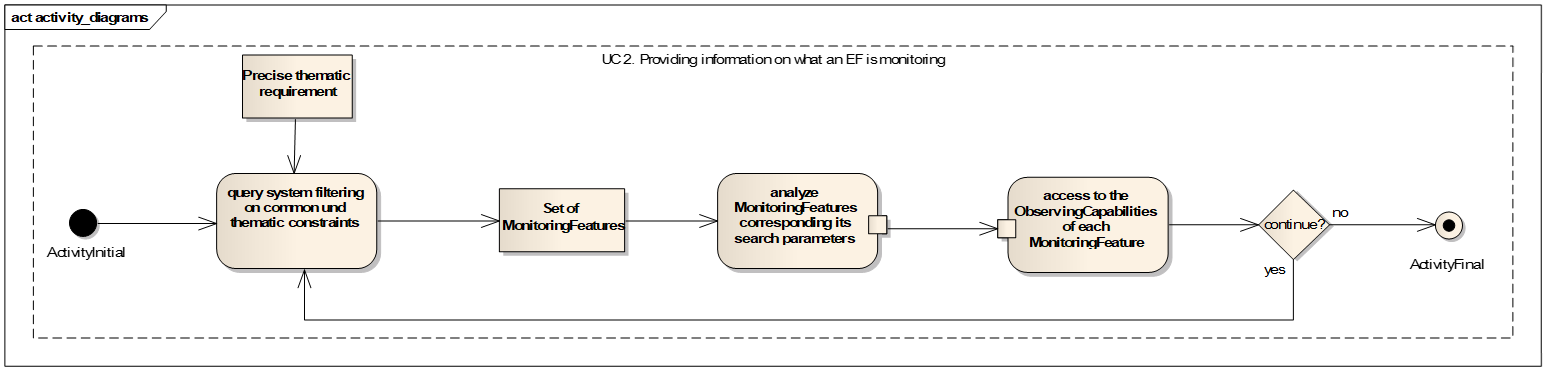 act activity_diagrams
UC 2. Providing information on what an EF is monitoring
Precise thematic
requirement
query system filtering
on common und
thematic constraints
Set of
MonitoringFeatures
analyze
MonitoringFeatures
corresponding its
search parameters
access to the
ObservingCapabilities
of each
MonitoringFeature
continue?
no
yes
ActivityInitial
ActivityFinal